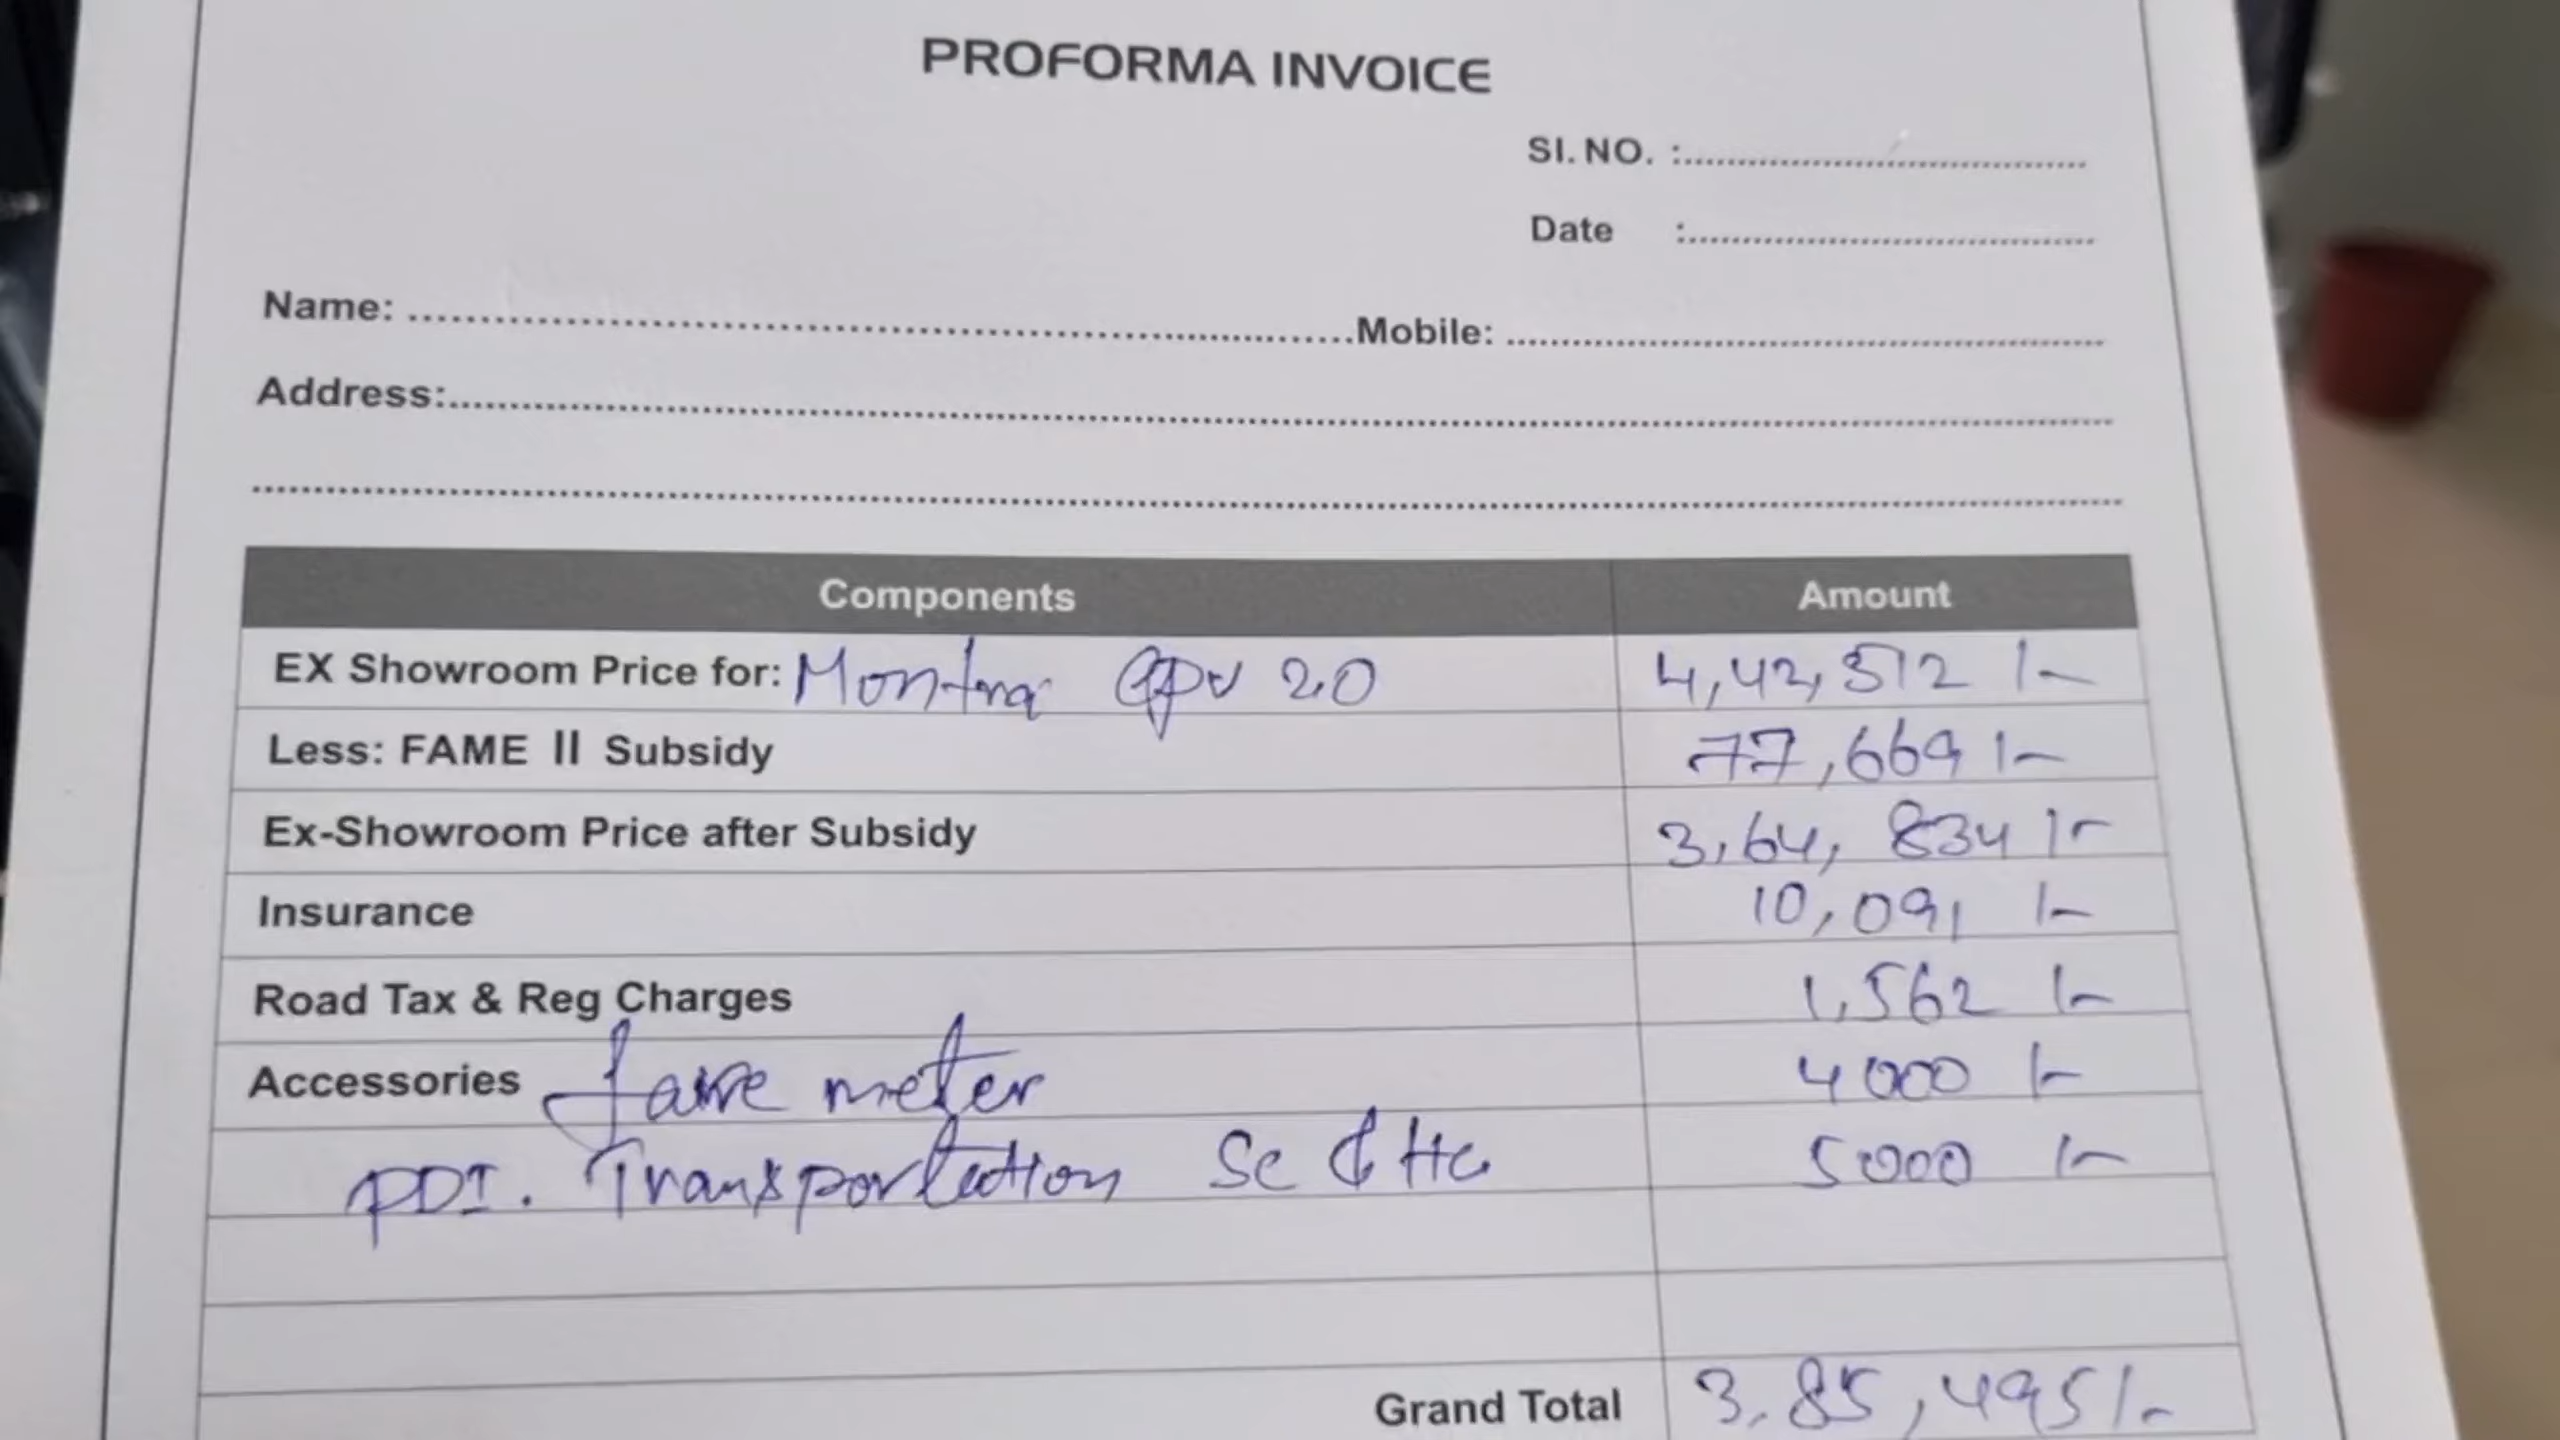 PROFORMA INVOICE
SI. NO. :
Date :
Name: Mobile:
Address:
Components Amount
EX Showroom Price for: Montra epv 2.0 4,42,512 /-
Less: FAME II Subsidy 77,669 /-
Ex-Showroom Price after Subsidy 3,64, 834 /-
Insurance 10,091 /-
Road Tax & Reg Charges 1,562 /-
Accessories faire meter 4000 /-
PDI. Transportation Sc & Hc 5000 /-
Grand Total 3,85,495/-